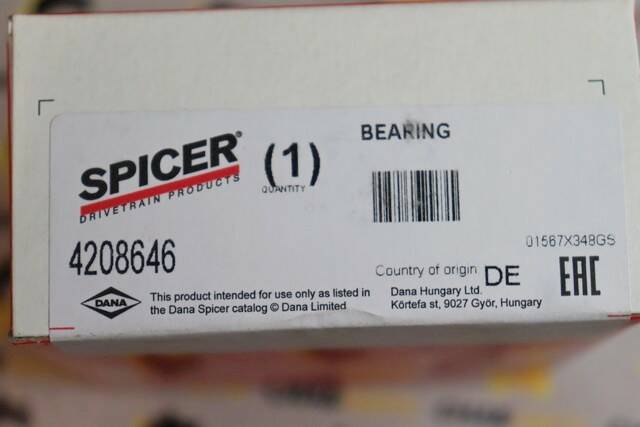 SPICER®
DRIVETRAIN PRODUCTS
(1)
QUANTITY
BEARING
4208646
01567X348GS
Country of origin DE
EAC
DANA
This product intended for use only as listed in
the Dana Spicer catalog © Dana Limited
Dana Hungary Ltd.
Körtefa st, 9027 Györ, Hungary